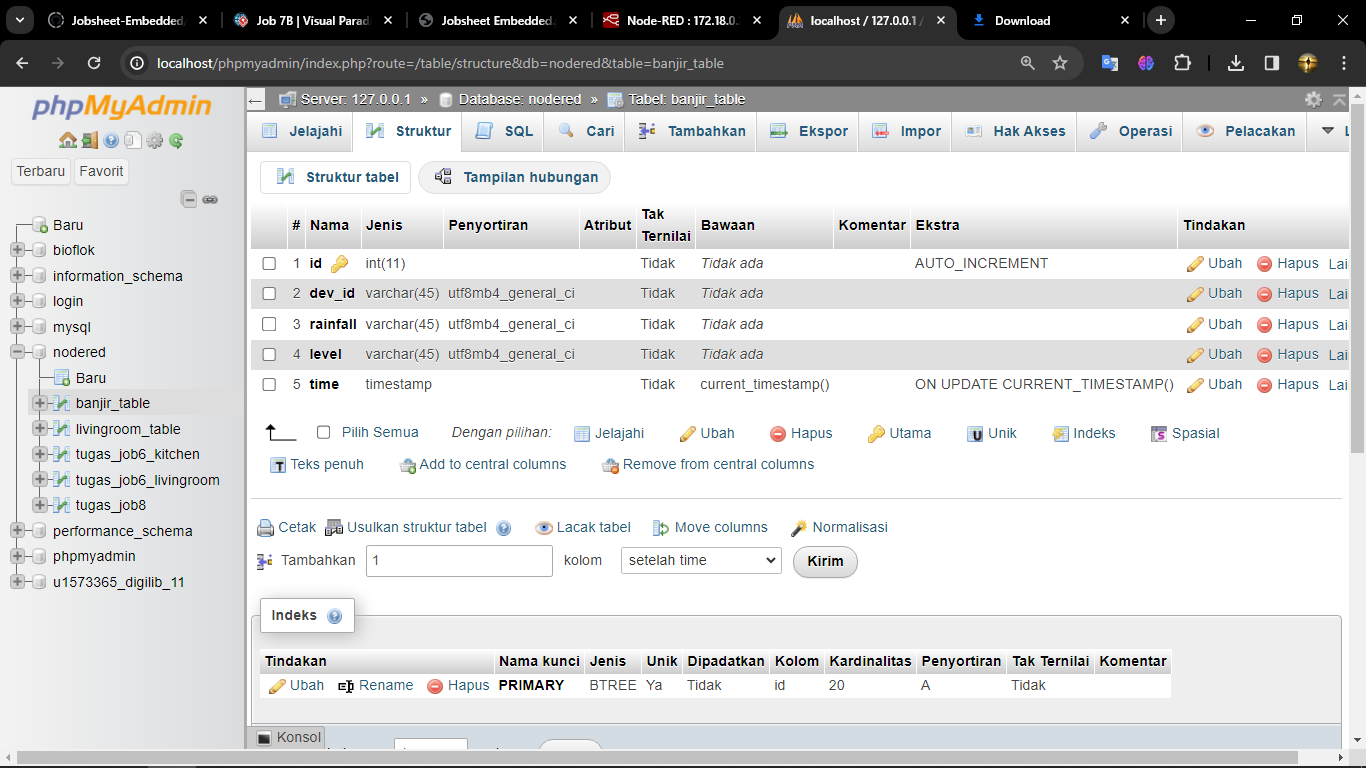 Jobsheet-Embedded
Job 7B | Visual Paradi
Jobsheet Embedded
Node-RED : 172.18.0.
localhost / 127.0.0.1 /
Download
localhost/phpmyadmin/index.php?route=/table/structure&db=nodered&table=banjir_table
phpMyAdmin
Terbaru Favorit
Baru
bioflok
information_schema
login
mysql
nodered
Baru
banjir_table
livingroom_table
tugas_job6_kitchen
tugas_job6_livingroom
tugas_job8
performance_schema
phpmyadmin
u1573365_digilib_11
Server: 127.0.0.1 » Database: nodered » Tabel: banjir_table
Jelajahi Struktur SQL Cari Tambahkan Ekspor Impor Hak Akses Operasi Pelacakan L
Struktur tabel Tampilan hubungan
# Nama Jenis Penyortiran Atribut Tak Ternilai Bawaan Komentar Ekstra Tindakan
1 id int(11) Tidak Tidak ada AUTO_INCREMENT Ubah Hapus Lai
2 dev_id varchar(45) utf8mb4_general_ci Tidak Tidak ada Ubah Hapus Lai
3 rainfall varchar(45) utf8mb4_general_ci Tidak Tidak ada Ubah Hapus Lai
4 level varchar(45) utf8mb4_general_ci Tidak Tidak ada Ubah Hapus Lai
5 time timestamp Tidak current_timestamp() ON UPDATE CURRENT_TIMESTAMP() Ubah Hapus Lai
Pilih Semua Dengan pilihan: Jelajahi Ubah Hapus Utama Unik Indeks Spasial
Teks penuh Add to central columns Remove from central columns
Cetak Usulkan struktur tabel Lacak tabel Move columns Normalisasi
Tambahkan 1 kolom setelah time Kirim
Indeks
Tindakan Nama kunci Jenis Unik Dipadatkan Kolom Kardinalitas Penyortiran Tak Ternilai Komentar
Ubah Rename Hapus PRIMARY BTREE Ya Tidak id 20 A Tidak
Konsol